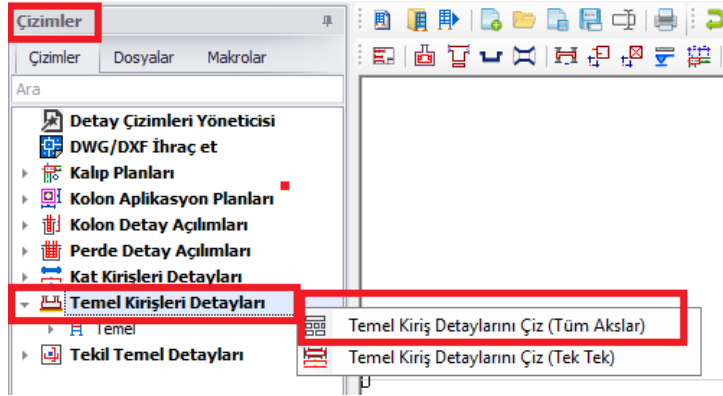 Çizimler
Çizimler Dosyalar Makrolar
Ara
Detay Çizimleri Yöneticisi
DWG/DXF İhraç et
Kalıp Planları
Kolon Aplikasyon Planları
Kolon Detay Açılımları
Perde Detay Açılımları
Kat Kirişleri Detayları
Temel Kirişleri Detayları
Temel
Tekil Temel Detayları
Temel Kiriş Detaylarını Çiz (Tüm Akslar)
Temel Kiriş Detaylarını Çiz (Tek Tek)